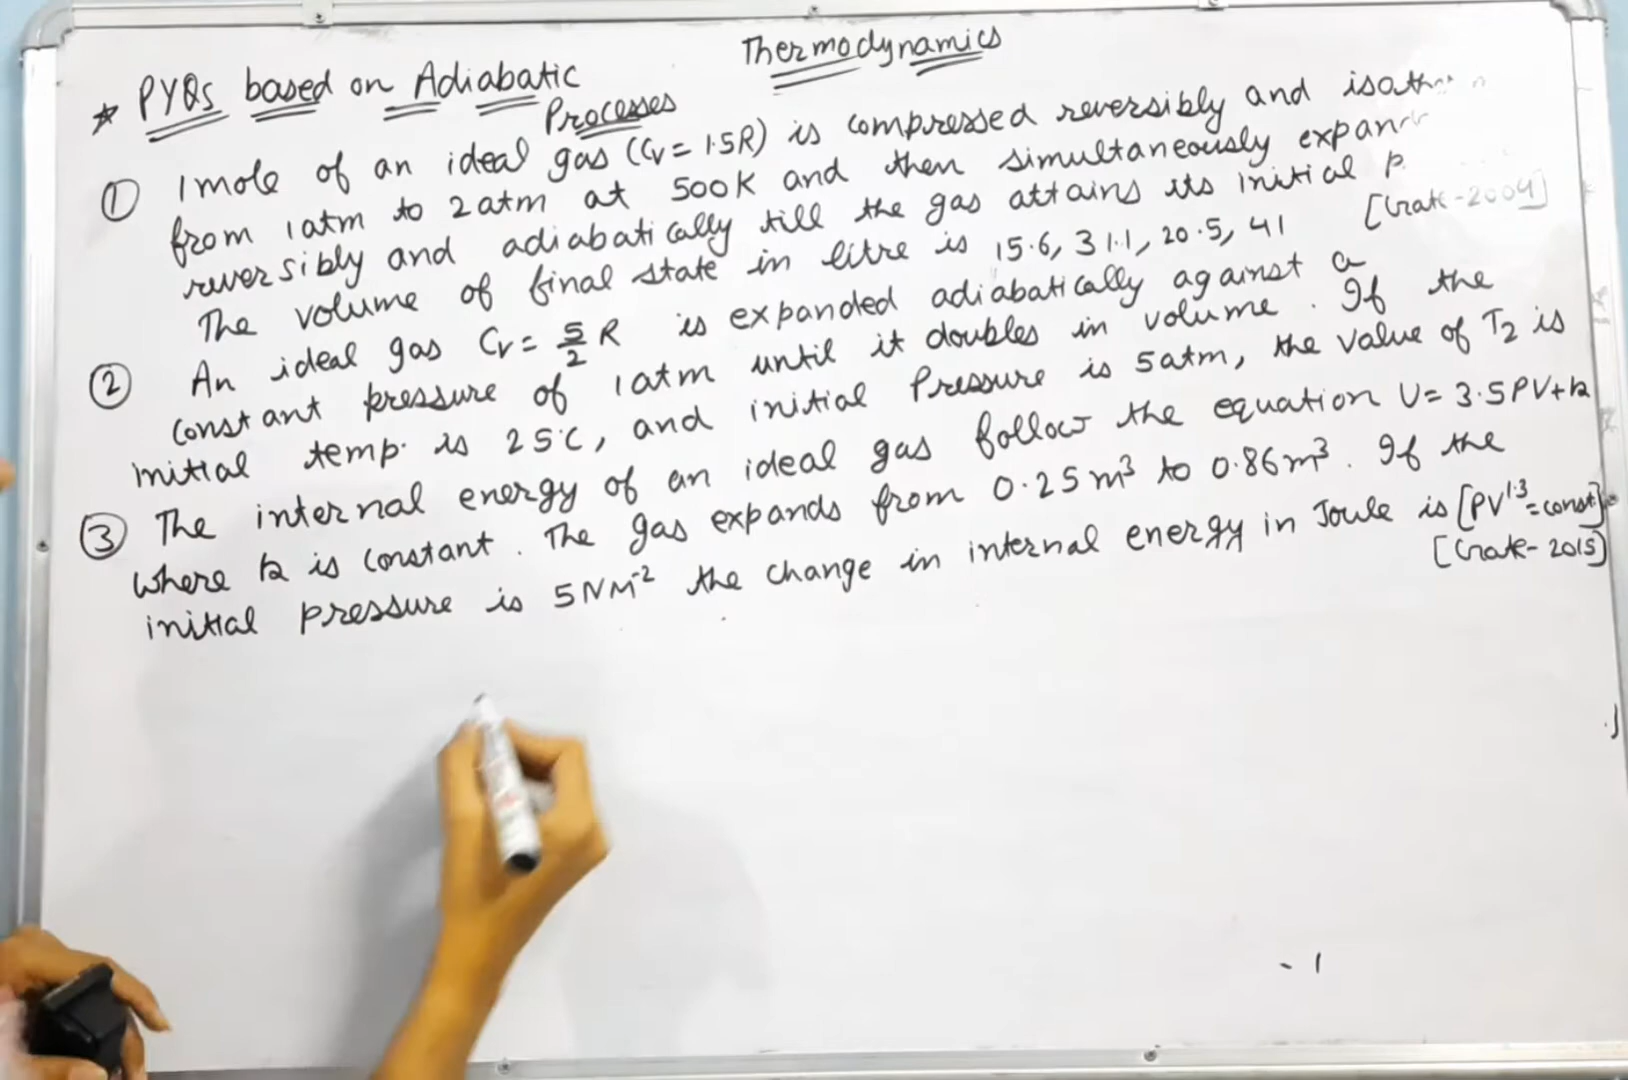 Thermodynamics
* PYQs based on Adiabatic
Processes
① 1 mole of an ideal gas (Cv = 1.5R) is compressed reversibly and
from 1 atm to 2 atm at 500K and then simultaneously
reversibly and adiabatically till the gas attains its initial
The volume of final state in litre is 15.6, 31.1, 20.5, 41 [Gate-2004]
② An ideal gas Cv = 5/2 R is expanded adiabatically against a
constant pressure of 1 atm until it doubles in volume. If the
initial temp. is 25°C, and initial Pressure is 5 atm, the value of T2 is
③ The internal energy of an ideal gas follow the equation U = 3.5PV+k
where k is constant. The gas expands from 0.25 m³ to 0.86 m³. If the
initial pressure is 5 NM⁻² the change in internal energy in Joule is [PV^1.3 = const].
[Gate-2015]